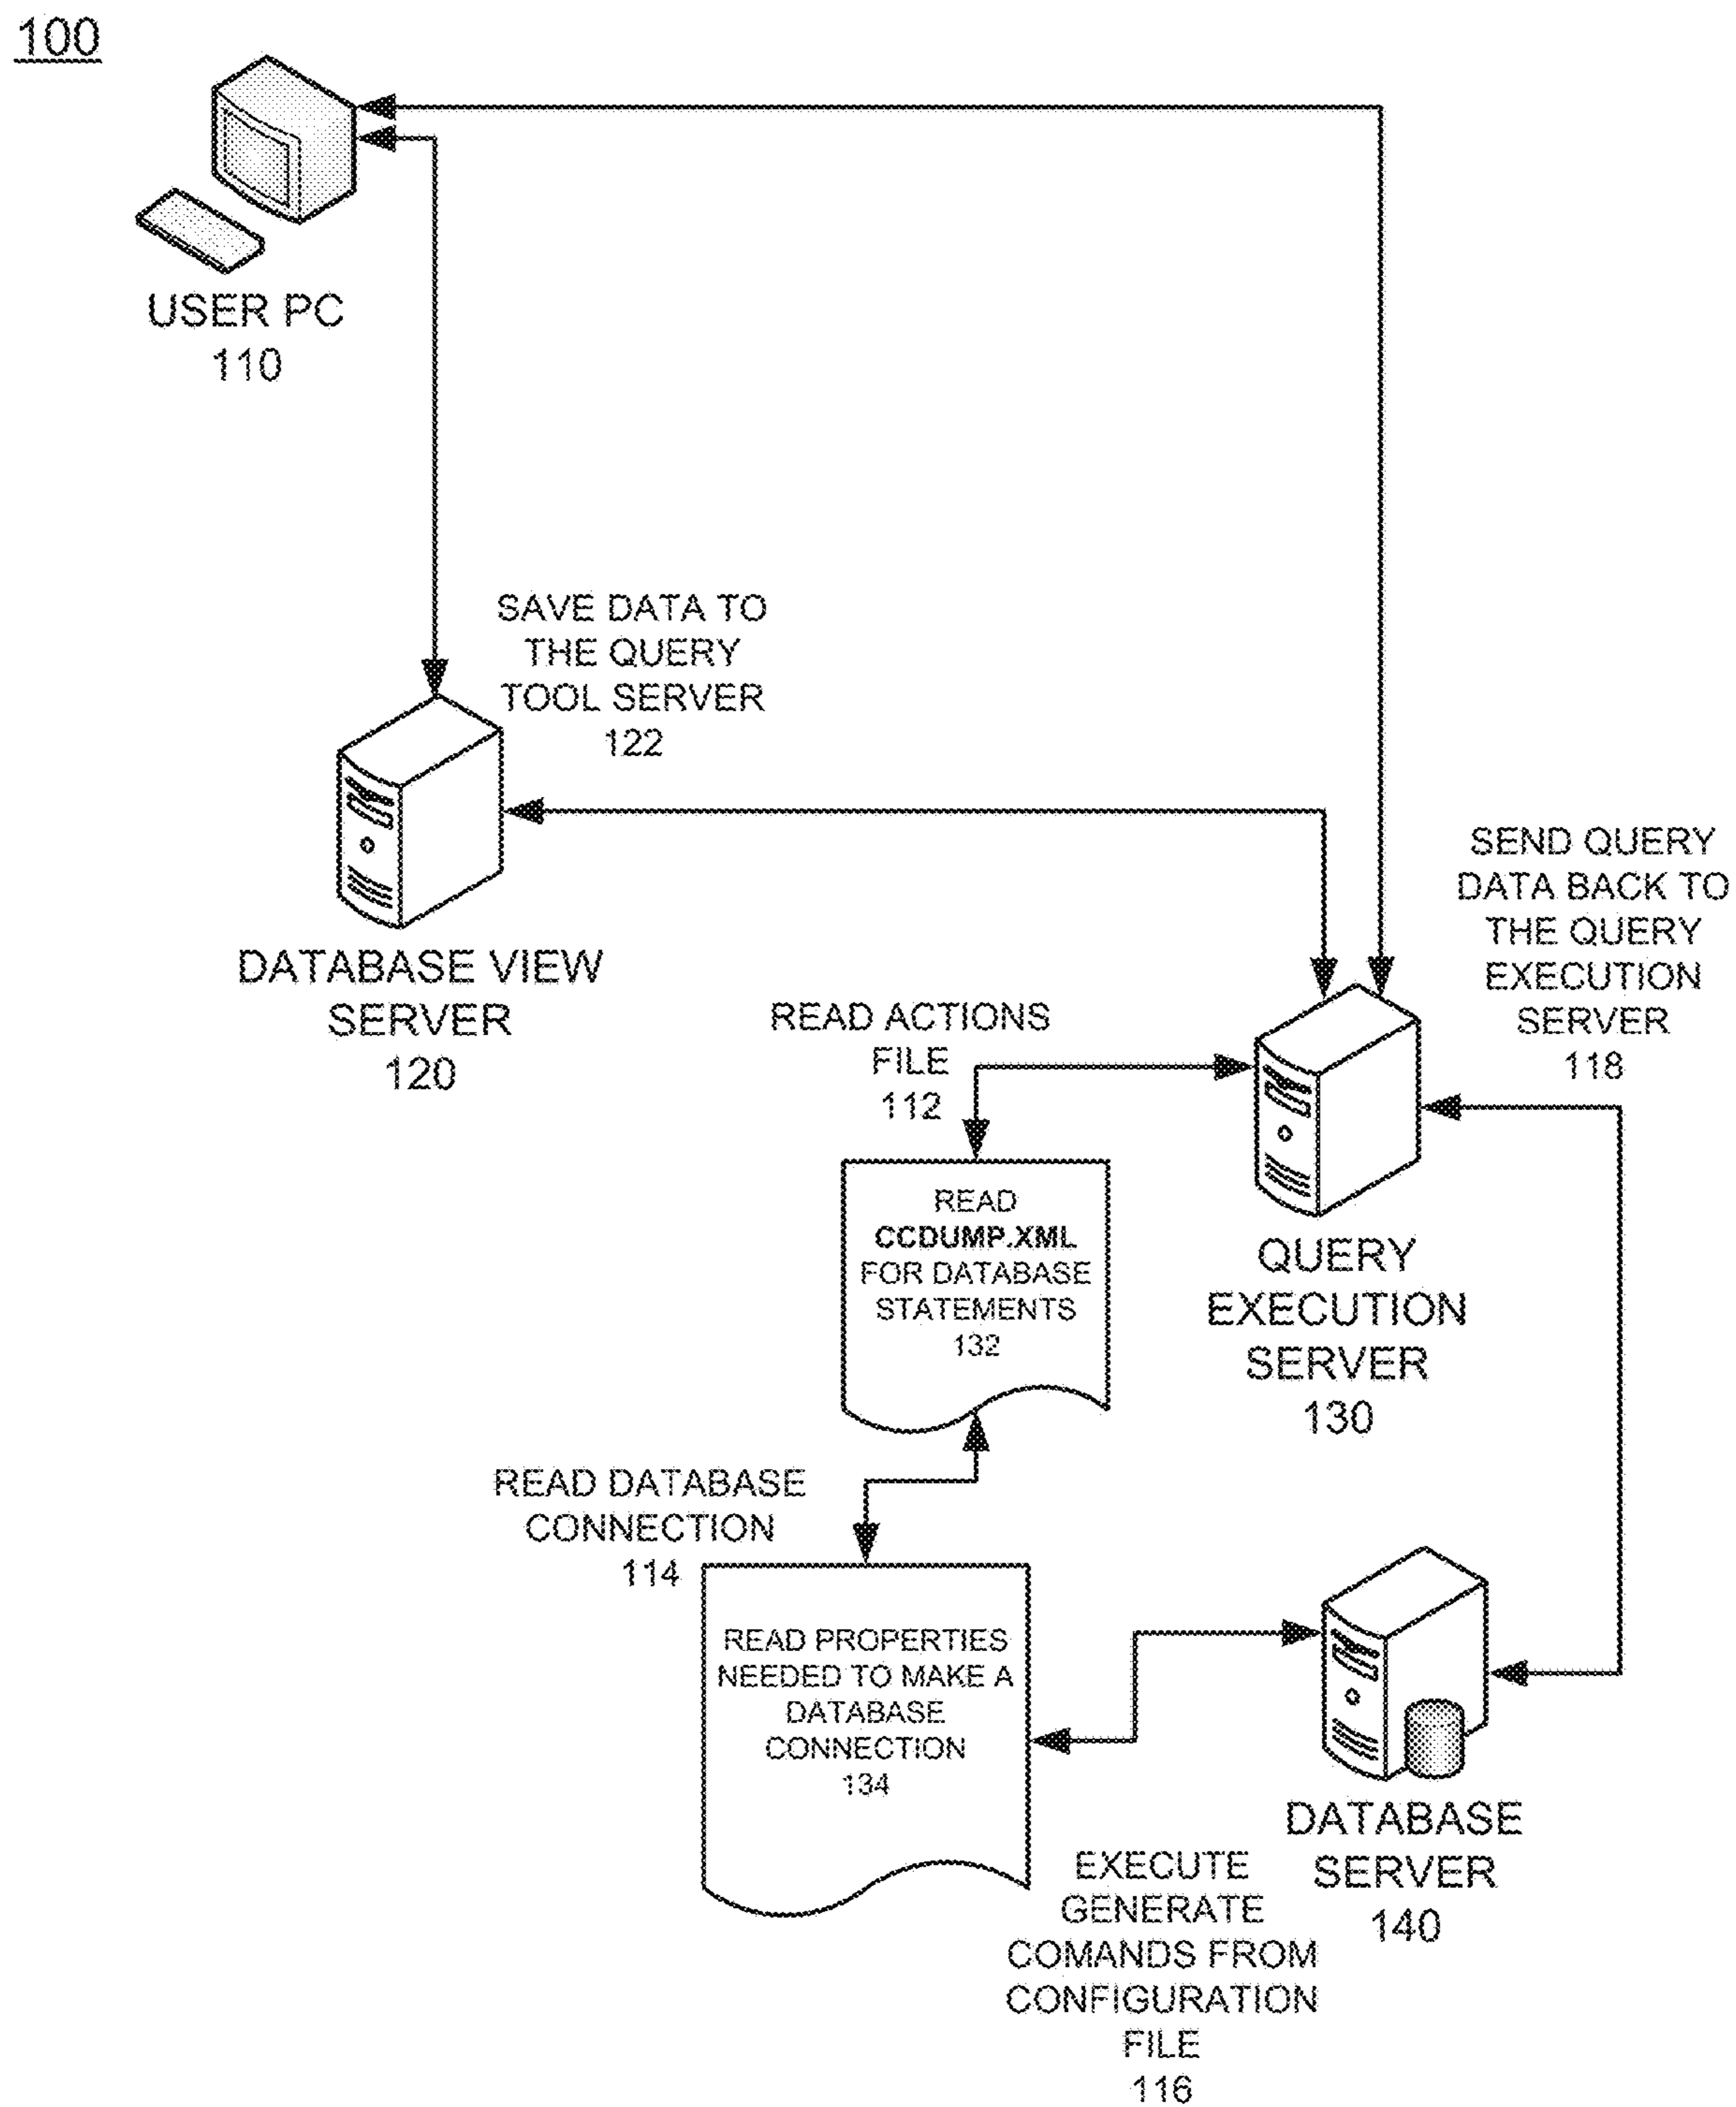 100
USER PC
110
SAVE DATA TO
THE QUERY
TOOL SERVER
122
DATABASE VIEW
SERVER
120
SEND QUERY
DATA BACK TO
THE QUERY
EXECUTION
SERVER
118
READ ACTIONS
FILE
112
READ
CCDUMP.XML
FOR DATABASE
STATEMENTS
132
QUERY
EXECUTION
SERVER
130
READ DATABASE
CONNECTION
114
READ PROPERTIES
NEEDED TO MAKE A
DATABASE
CONNECTION
134
DATABASE
SERVER
140
EXECUTE
GENERATE
COMANDS FROM
CONFIGURATION
FILE
116